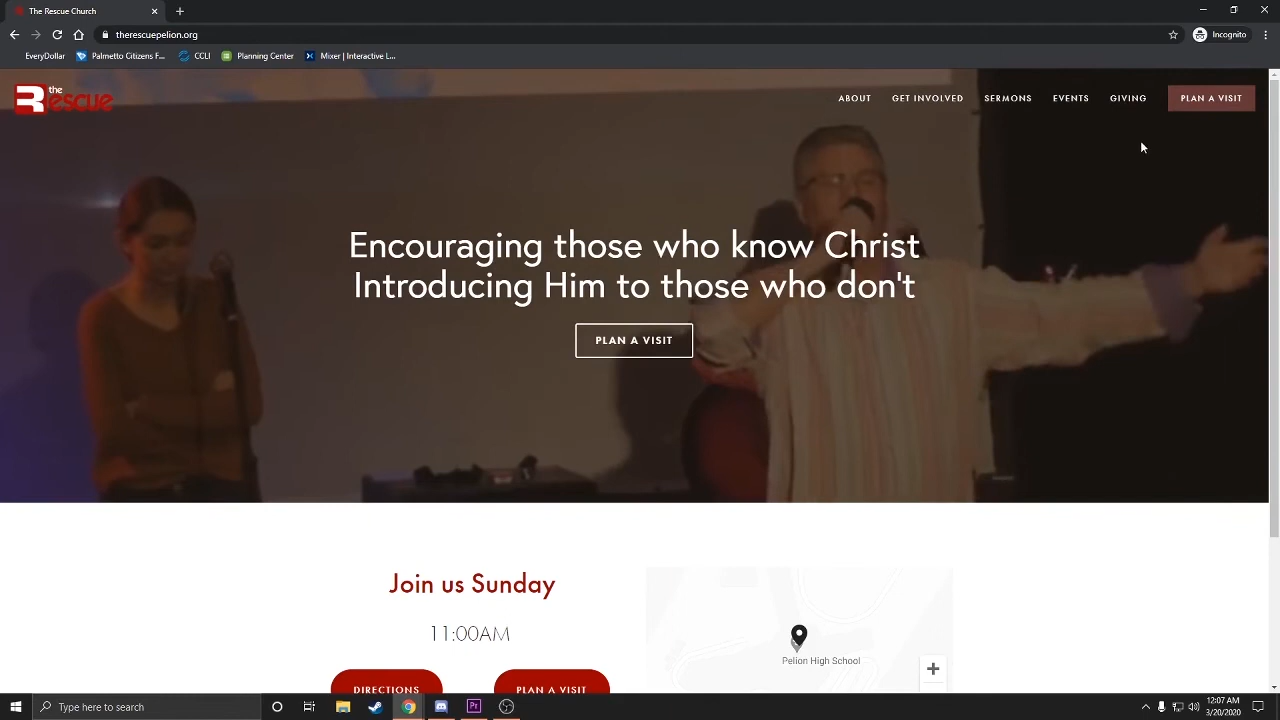 The Rescue Church
therescuepelion.org
Incognito
EveryDollar
Palmetto Citizens F...
CCLI
Planning Center
Mixer | Interactive L...
the Rescue
ABOUT
GET INVOLVED
SERMONS
EVENTS
GIVING
PLAN A VISIT
Encouraging those who know Christ
Introducing Him to those who don't
PLAN A VISIT
Join us Sunday
11:00AM
DIRECTIONS
PLAN A VISIT
Pelion High School
Type here to search
12:07 AM
3/20/2020